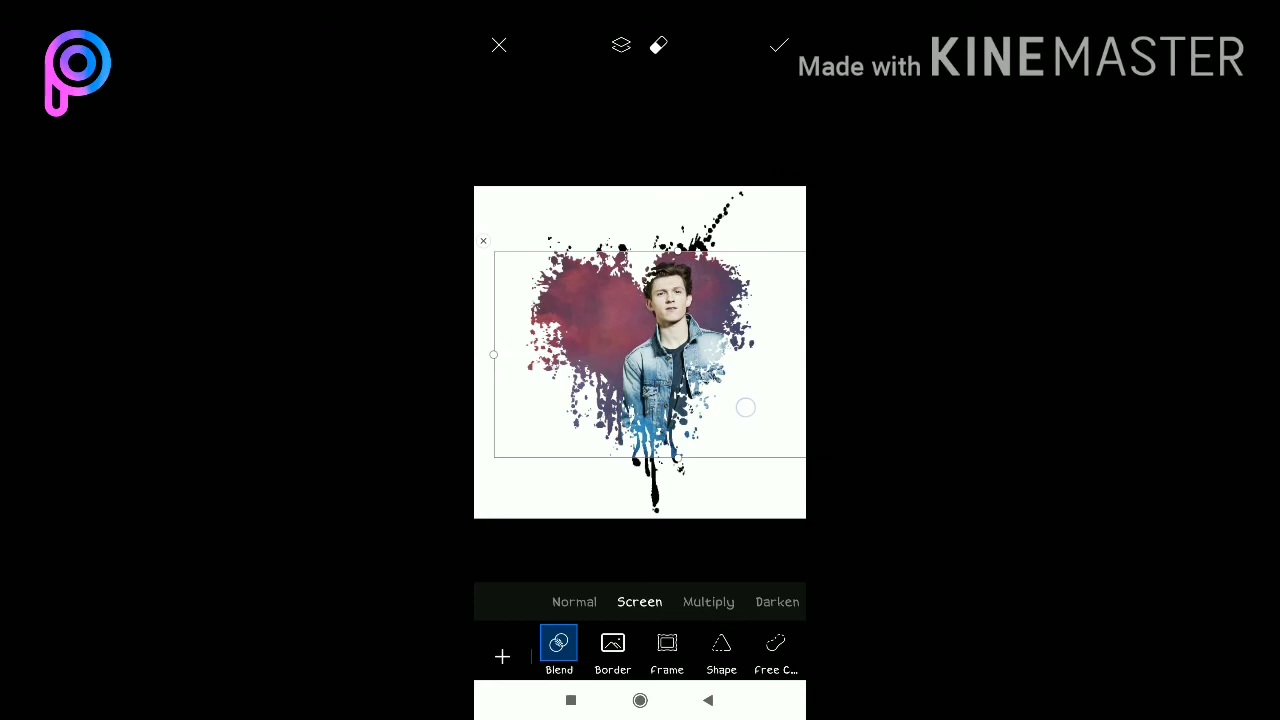 Made with KINEMASTER
Normal Screen Multiply Darken
Blend Border Frame Shape Free C...